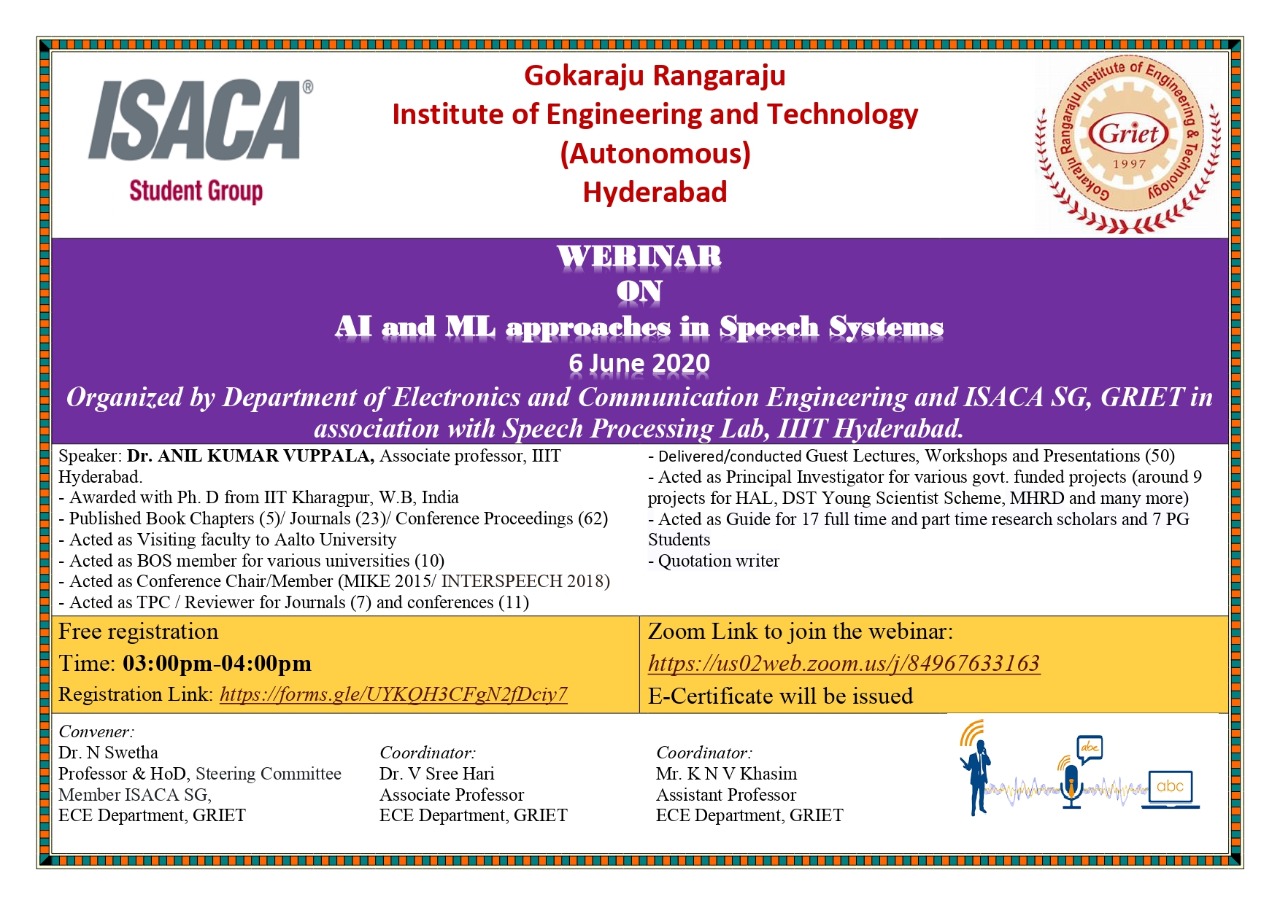 ISACA®
Student Group
Gokaraju Rangaraju
Institute of Engineering and Technology
(Autonomous)
Hyderabad
Gokaraju Rangaraju Institute of Engineering & Technology
Griet
1997
WEBINAR
ON
AI and ML approaches in Speech Systems
6 June 2020
Organized by Department of Electronics and Communication Engineering and ISACA SG, GRIET in
association with Speech Processing Lab, IIIT Hyderabad.
Speaker: Dr. ANIL KUMAR VUPPALA, Associate professor, IIIT
Hyderabad.
- Awarded with Ph. D from IIT Kharagpur, W.B, India
- Published Book Chapters (5)/ Journals (23)/ Conference Proceedings (62)
- Acted as Visiting faculty to Aalto University
- Acted as BOS member for various universities (10)
- Acted as Conference Chair/Member (MIKE 2015/ INTERSPEECH 2018)
- Acted as TPC / Reviewer for Journals (7) and conferences (11)
- Delivered/conducted Guest Lectures, Workshops and Presentations (50)
- Acted as Principal Investigator for various govt. funded projects (around 9
projects for HAL, DST Young Scientist Scheme, MHRD and many more)
- Acted as Guide for 17 full time and part time research scholars and 7 PG
Students
- Quotation writer
Free registration
Time: 03:00pm-04:00pm
Registration Link: https://forms.gle/UYKQH3CFgN2fDciy7
Zoom Link to join the webinar:
https://us02web.zoom.us/j/84967633163
E-Certificate will be issued
Convener:
Dr. N Swetha
Professor & HoD, Steering Committee
Member ISACA SG,
ECE Department, GRIET
Coordinator:
Dr. V Sree Hari
Associate Professor
ECE Department, GRIET
Coordinator:
Mr. K N V Khasim
Assistant Professor
ECE Department, GRIET
abc
abc